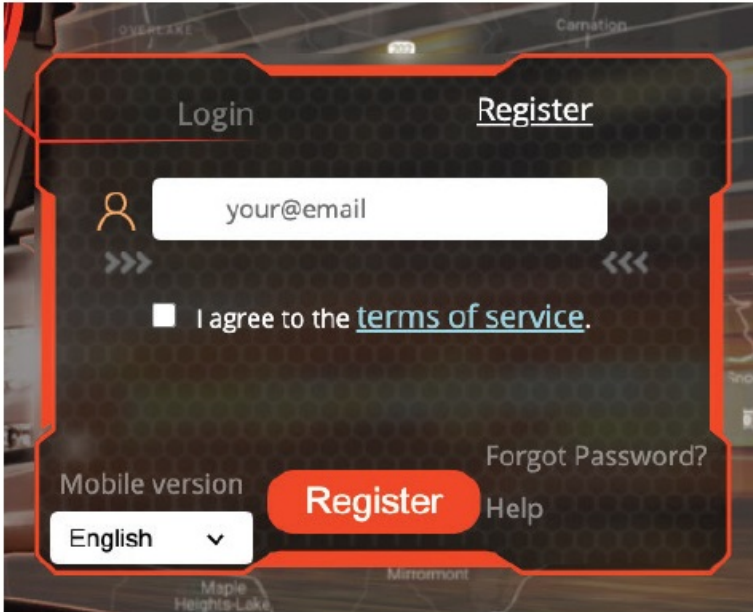 OVERLAKE
Carnation
202
Login
Register
your@email
I agree to the terms of service.
Forgot Password?
Mobile version
Register
Help
English
Mirrormont
Maple
Heights-Lake